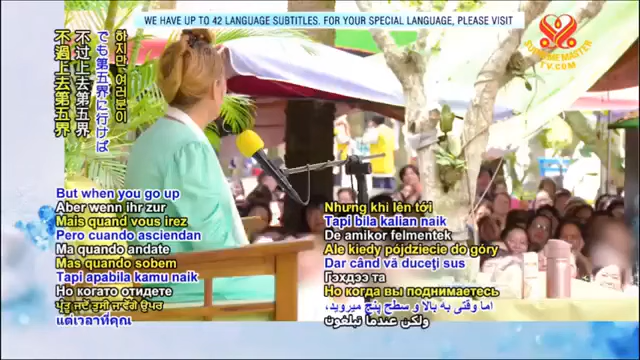 WE HAVE UP TO 42 LANGUAGE SUBTITLES. FOR YOUR SPECIAL LANGUAGE, PLEASE VISIT
SUPREME MASTER
TV.COM
하지만 여러분이
でも第五界に行けば
不过上去第五界
不過上去第五界
But when you go up
Aber wenn ihr zur
Mais quand vous irez
Pero cuando asciendan
Ma quando andate
Mas quando sobem
Tapi apabila kamu naik
Но когато отидете
ਪ੍ਰੰਤੂ ਜਦੋਂ ਤੁਸੀਂ ਜਾਵੋਂਗੇ ਉਪਰ
แต่เวลาที่คุณ
Nhưng khi lên tới
Tapi bila kalian naik
De amikor felmentek
Ale kiedy pójdziecie do góry
Dar când vă duceţi sus
Гэхдээ та
Но когда вы поднимаетесь
اما وقتی به بالا و سطح پنج میروید،
ولكن عندما تبلغون